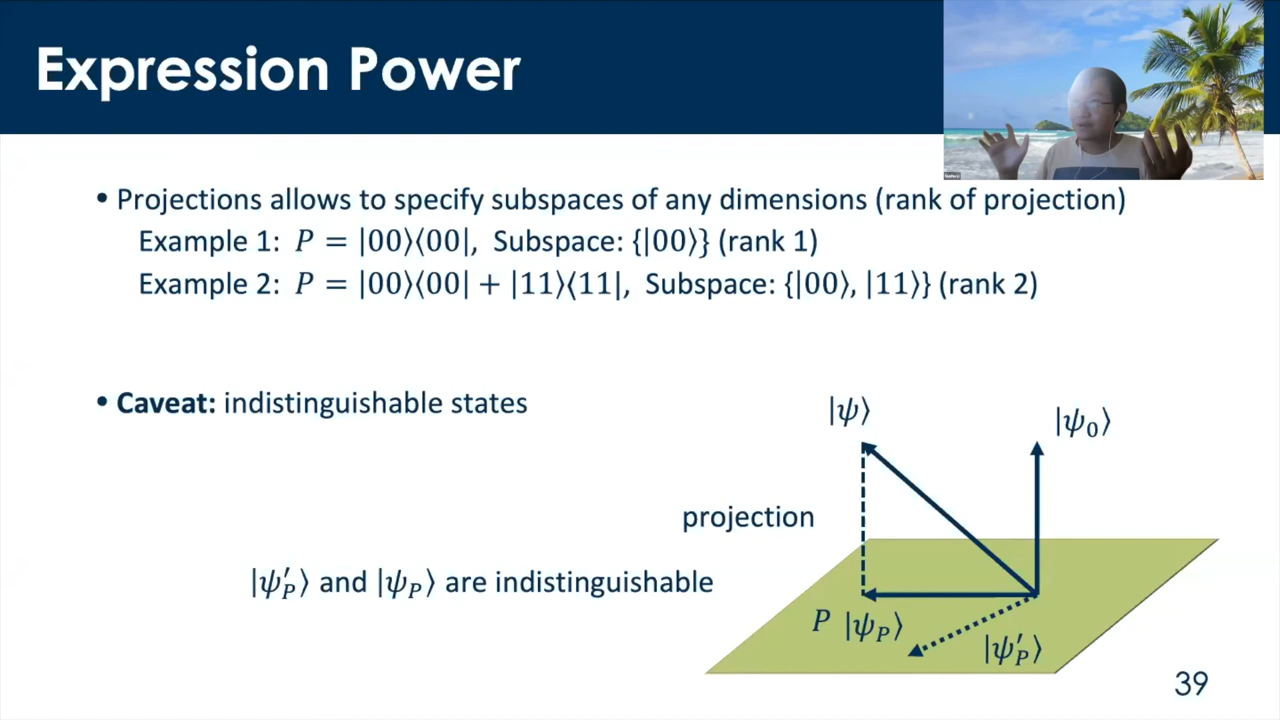 Expression Power
• Projections allows to specify subspaces of any dimensions (rank of projection)
Example 1: P = |00⟩⟨00|, Subspace: {|00⟩} (rank 1)
Example 2: P = |00⟩⟨00| + |11⟩⟨11|, Subspace: {|00⟩, |11⟩} (rank 2)
• Caveat: indistinguishable states
|ψ⟩
|ψ₀⟩
projection
|ψ′_P⟩ and |ψ_P⟩ are indistinguishable
P |ψ_P⟩
|ψ′_P⟩
39